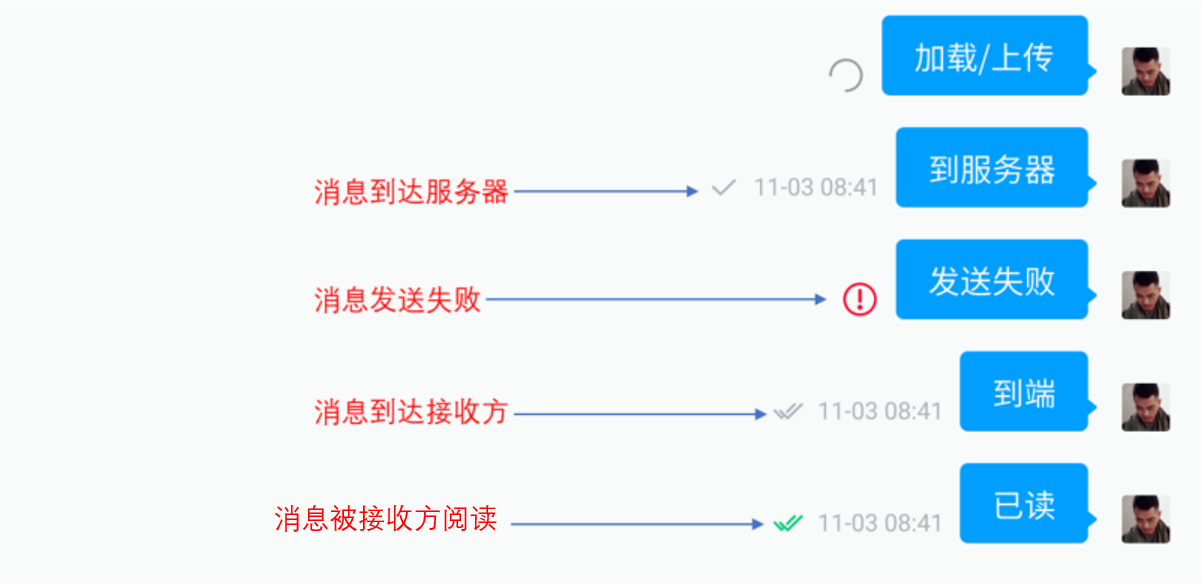 加载/上传
消息到达服务器
11-03 08:41
到服务器
消息发送失败
发送失败
消息到达接收方
11-03 08:41
到端
消息被接收方阅读
11-03 08:41
已读